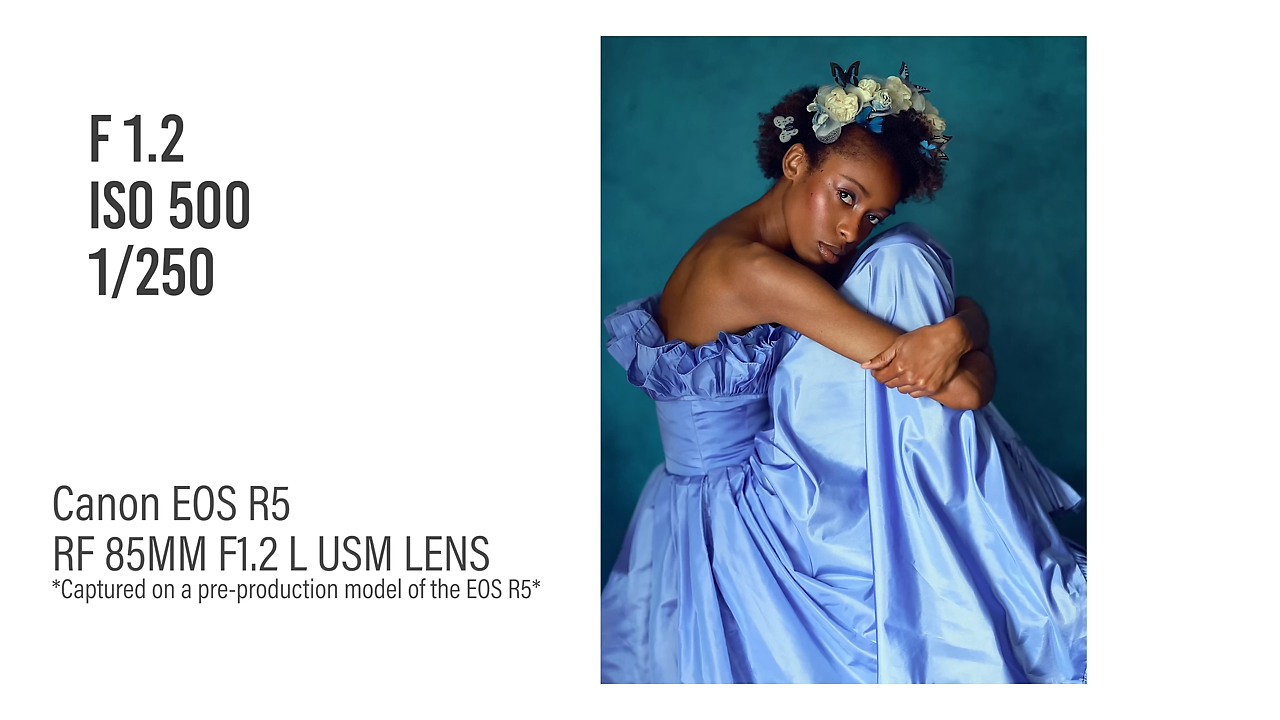 F 1.2
ISO 500
1/250
Canon EOS R5
RF 85MM F1.2 L USM LENS
*Captured on a pre-production model of the EOS R5*